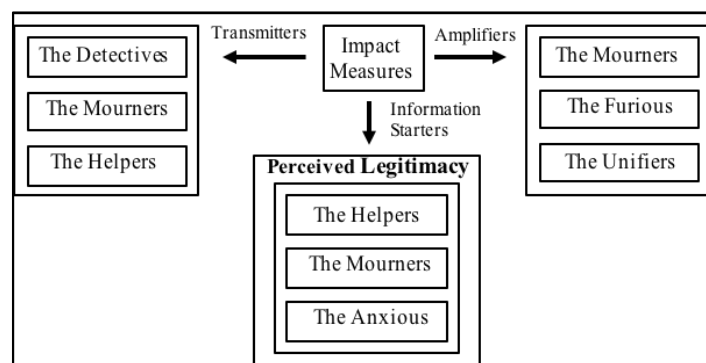 Transmitters
Impact
Measures
Amplifiers
The Detectives
The Mourners
The Helpers
The Mourners
The Furious
The Unifiers
Information
Starters
Perceived Legitimacy
The Helpers
The Mourners
The Anxious